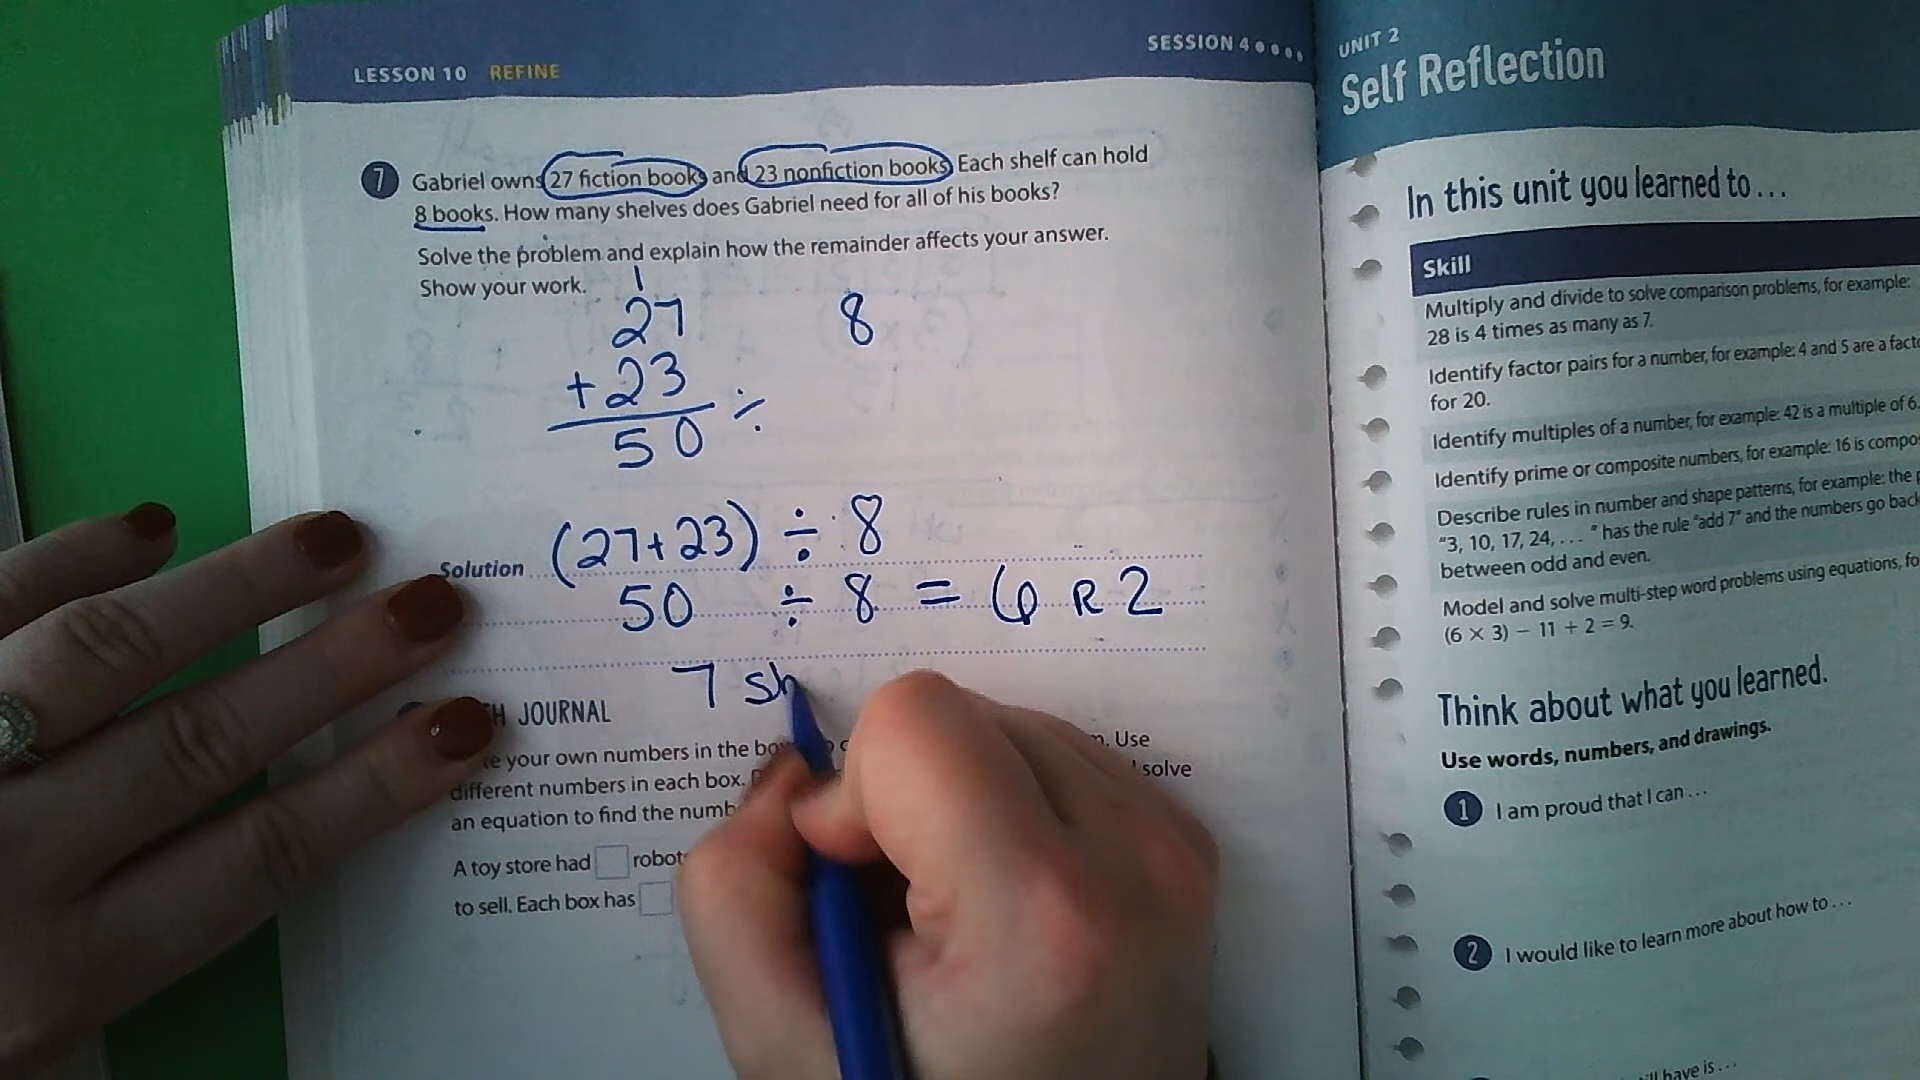 LESSON 10 REFINE
SESSION 4
7 Gabriel owns 27 fiction books and 23 nonfiction books. Each shelf can hold
8 books. How many shelves does Gabriel need for all of his books?
Solve the problem and explain how the remainder affects your answer.
Show your work.
1
27
8
+ 23
50 ÷
Solution (27+23) ÷ 8
50 ÷ 8 = 6 R 2
7 sh
JOURNAL
your own numbers in the
Use
different numbers in each box.
solve
an equation to find the
A toy store had
to sell. Each box has
UNIT 2
Self Reflection
In this unit you learned to ...
Skill
Multiply and divide to solve comparison problems, for example:
28 is 4 times as many as 7.
Identify factor pairs for a number, for example: 4 and 5 are a
for 20.
Identify multiples of a number, for example: 42 is a multiple of 6.
Identify prime or composite numbers, for example: 16 is
Describe rules in number and shape patterns, for example: the
"3, 10, 17, 24, ... " has the rule "add 7" and the numbers go
between odd and even.
Model and solve multi-step word problems using equations,
(6 × 3) − 11 + 2 = 9.
Think about what you learned.
Use words, numbers, and drawings.
1 I am proud that I can ...
2 I would like to learn more about how to ...
have is ...